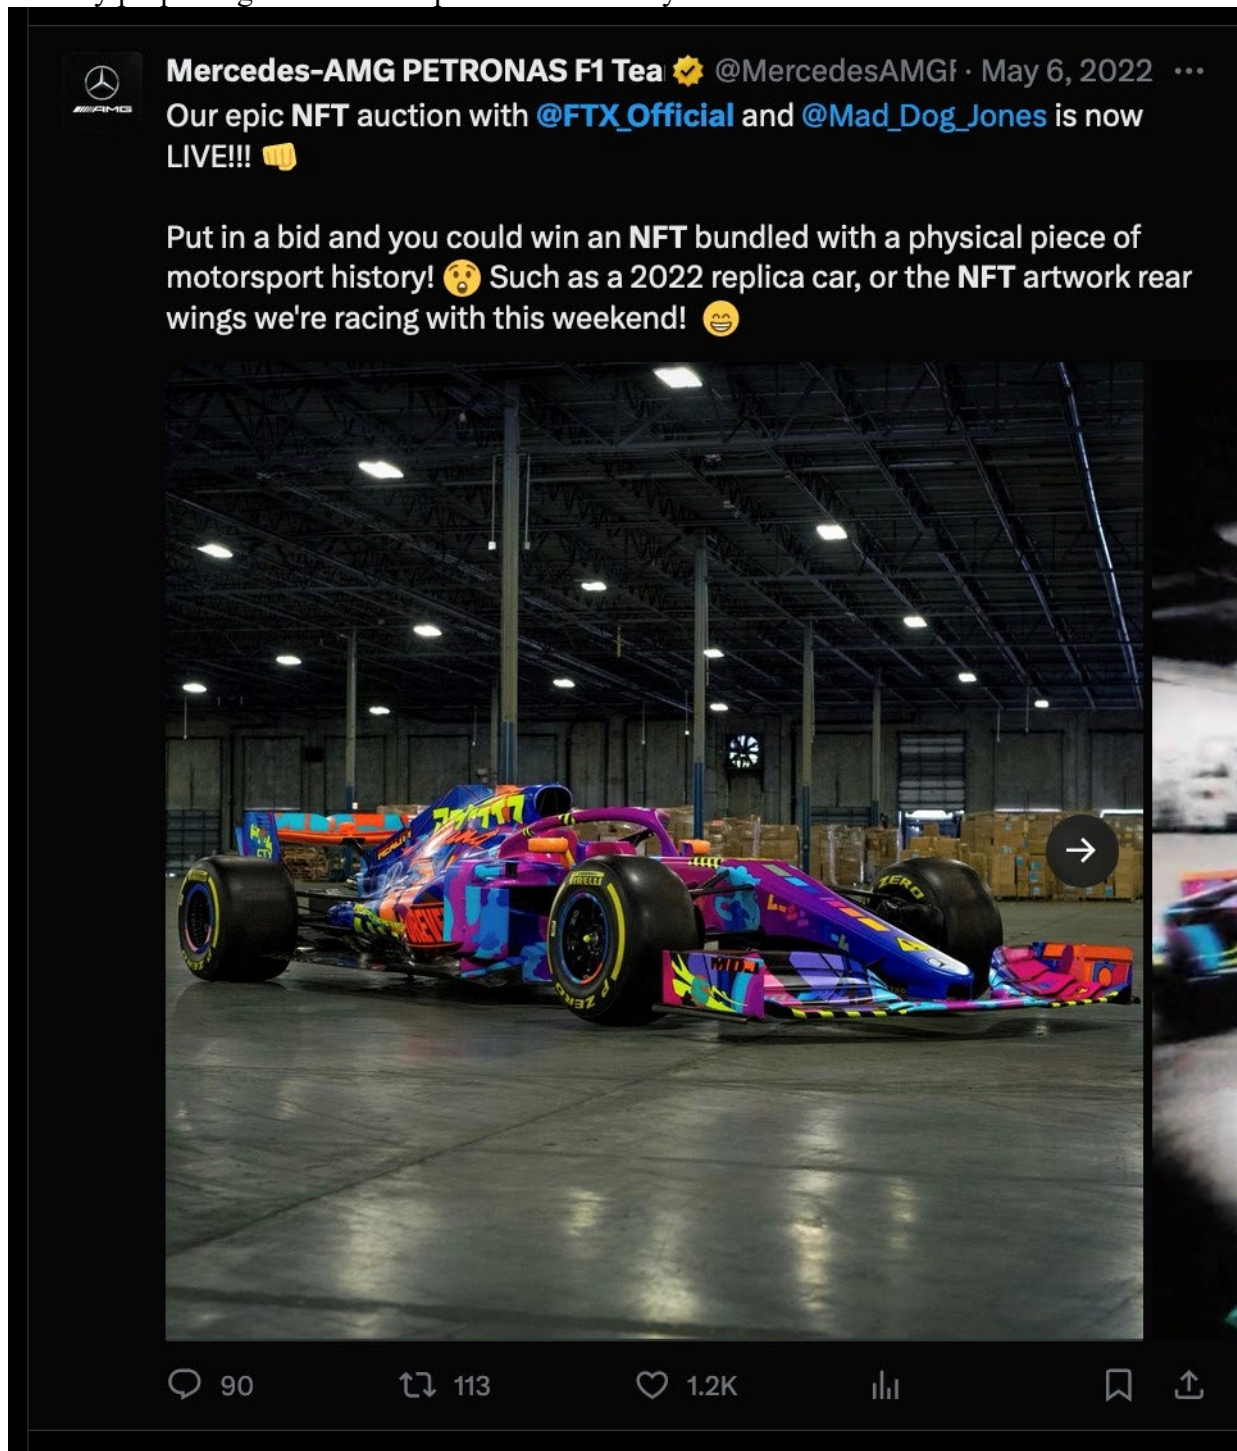 Mercedes-AMG PETRONAS F1 Tea @MercedesAMGF · May 6, 2022 ···
AMG
Our epic NFT auction with @FTX_Official and @Mad_Dog_Jones is now
LIVE!!! 👊
Put in a bid and you could win an NFT bundled with a physical piece of
motorsport history! 😲 Such as a 2022 replica car, or the NFT artwork rear
wings we're racing with this weekend! 😁
PIRELLI
ZERO
P ZERO
MDJ
90 113 1.2K